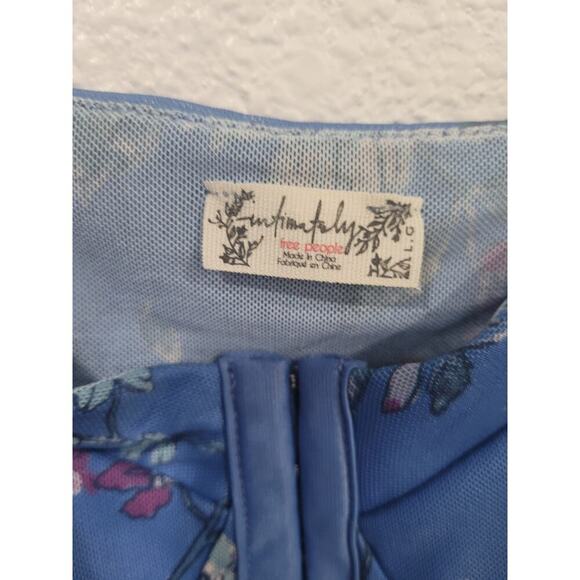 intimately
free people
Made in China
Fabriqué en Chine
L.G